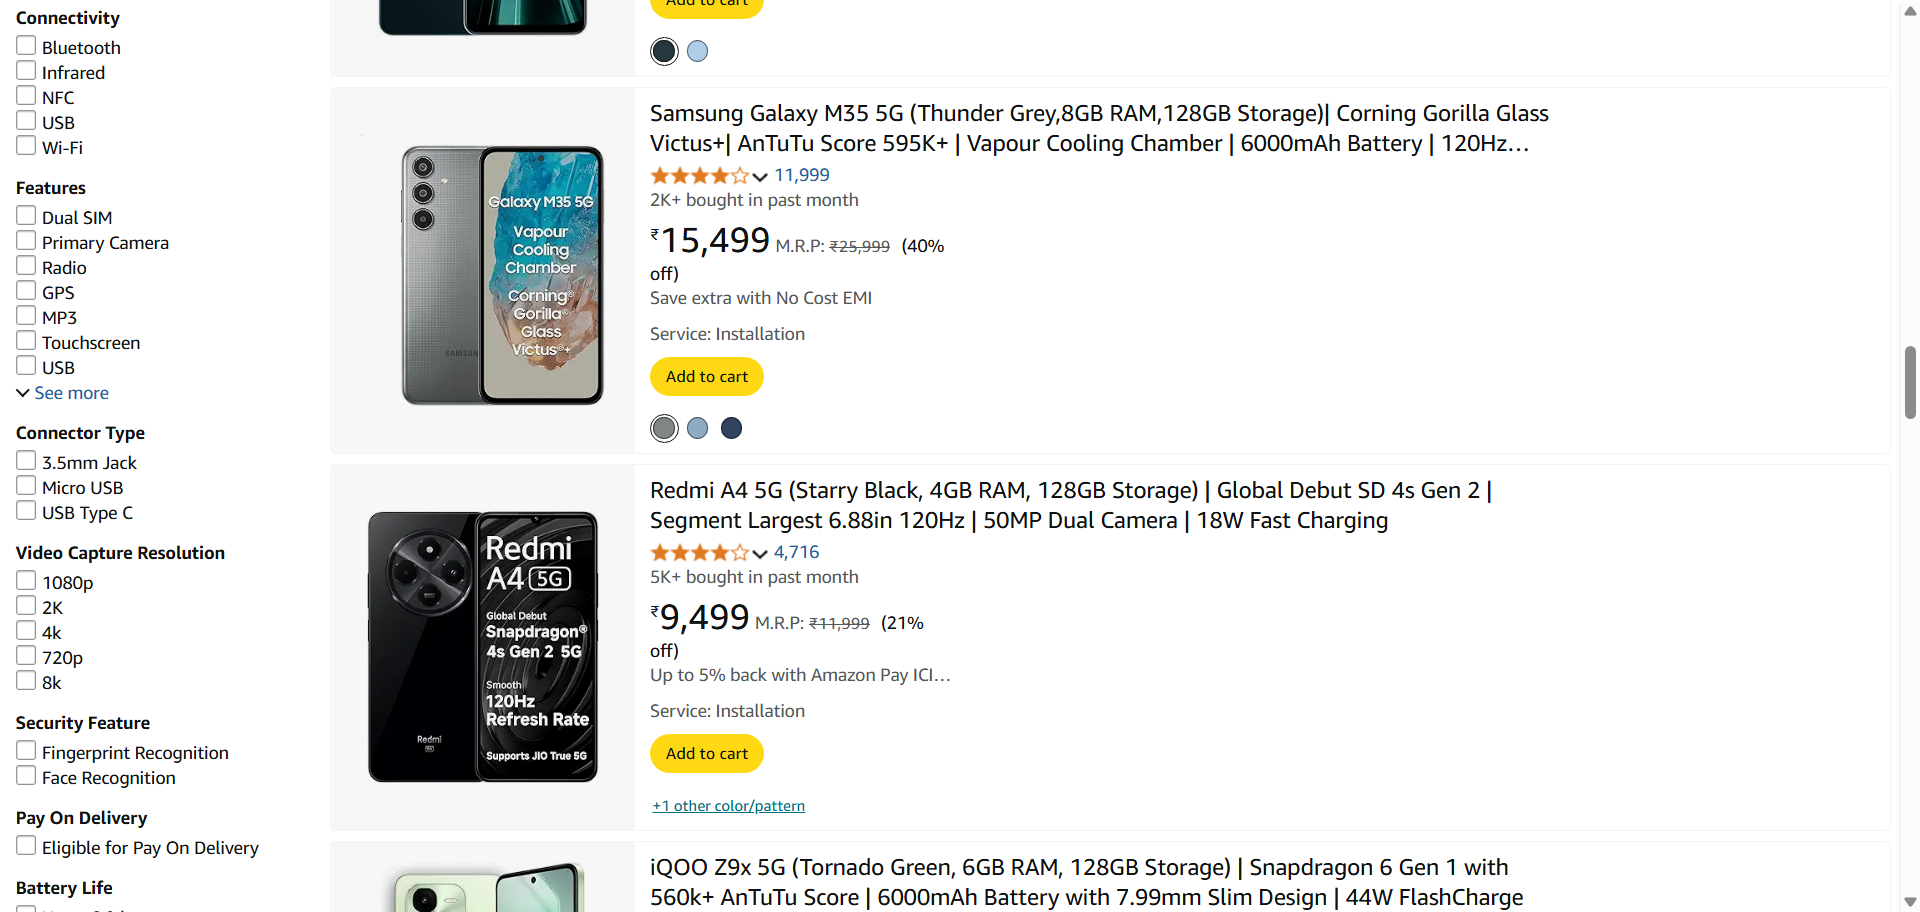 Connectivity
Bluetooth
Infrared
NFC
USB
Wi-Fi
Features
Dual SIM
Primary Camera
Radio
GPS
MP3
Touchscreen
USB
See more
Connector Type
3.5mm Jack
Micro USB
USB Type C
Video Capture Resolution
1080p
2K
4k
720p
8k
Security Feature
Fingerprint Recognition
Face Recognition
Pay On Delivery
Eligible for Pay On Delivery
Battery Life
Add to cart
Galaxy M35 5G
Vapour
Cooling
Chamber
Corning®
Gorilla®
Glass
Victus®+
SAMSUN
Samsung Galaxy M35 5G (Thunder Grey,8GB RAM,128GB Storage)| Corning Gorilla Glass
Victus+| AnTuTu Score 595K+ | Vapour Cooling Chamber | 6000mAh Battery | 120Hz…
11,999
2K+ bought in past month
₹15,499 M.R.P: ₹25,999 (40%
off)
Save extra with No Cost EMI
Service: Installation
Add to cart
Redmi
A4 5G
Global Debut
Snapdragon®
4s Gen 2 5G
Smooth
120Hz
Refresh Rate
Supports JIO True 5G
Redmi
Redmi A4 5G (Starry Black, 4GB RAM, 128GB Storage) | Global Debut SD 4s Gen 2 |
Segment Largest 6.88in 120Hz | 50MP Dual Camera | 18W Fast Charging
4,716
5K+ bought in past month
₹9,499 M.R.P: ₹11,999 (21%
off)
Up to 5% back with Amazon Pay ICI…
Service: Installation
Add to cart
+1 other color/pattern
iQOO Z9x 5G (Tornado Green, 6GB RAM, 128GB Storage) | Snapdragon 6 Gen 1 with
560k+ AnTuTu Score | 6000mAh Battery with 7.99mm Slim Design | 44W FlashCharge